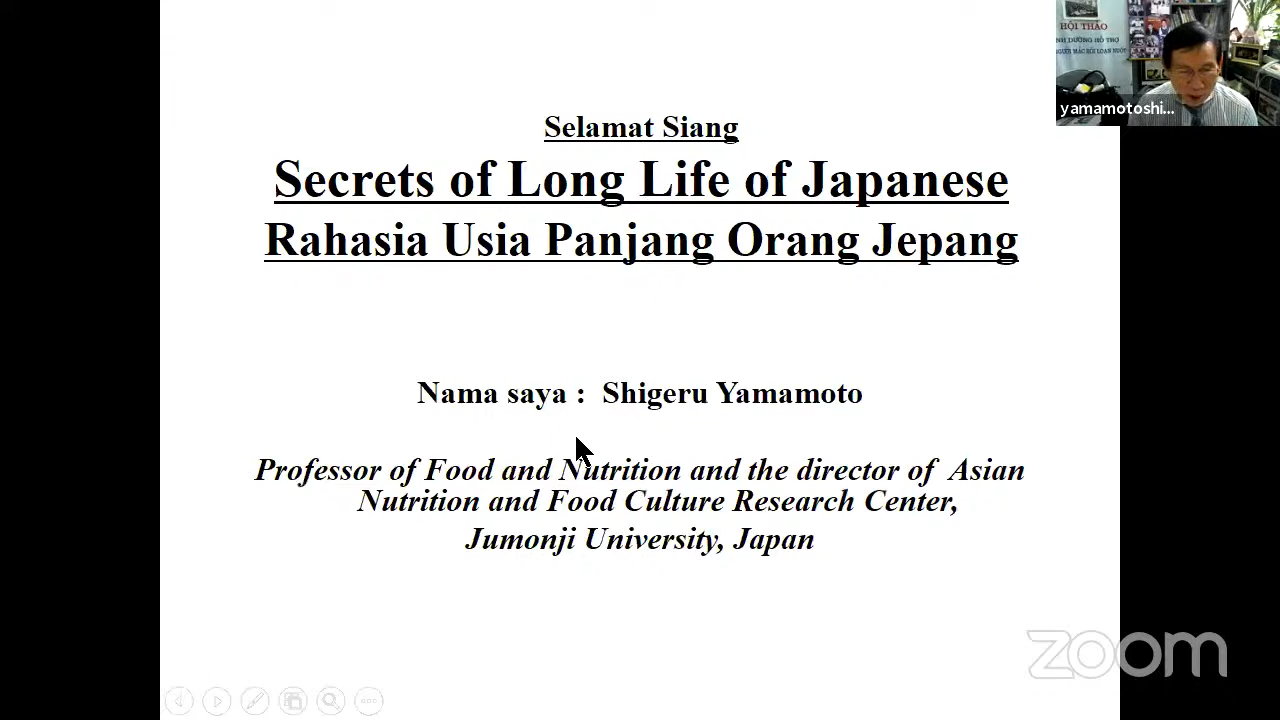 HỘI THẢO
yamamotoshi...
Selamat Siang
Secrets of Long Life of Japanese
Rahasia Usia Panjang Orang Jepang
Nama saya : Shigeru Yamamoto
Professor of Food and Nutrition and the director of Asian
Nutrition and Food Culture Research Center,
Jumonji University, Japan
zoom